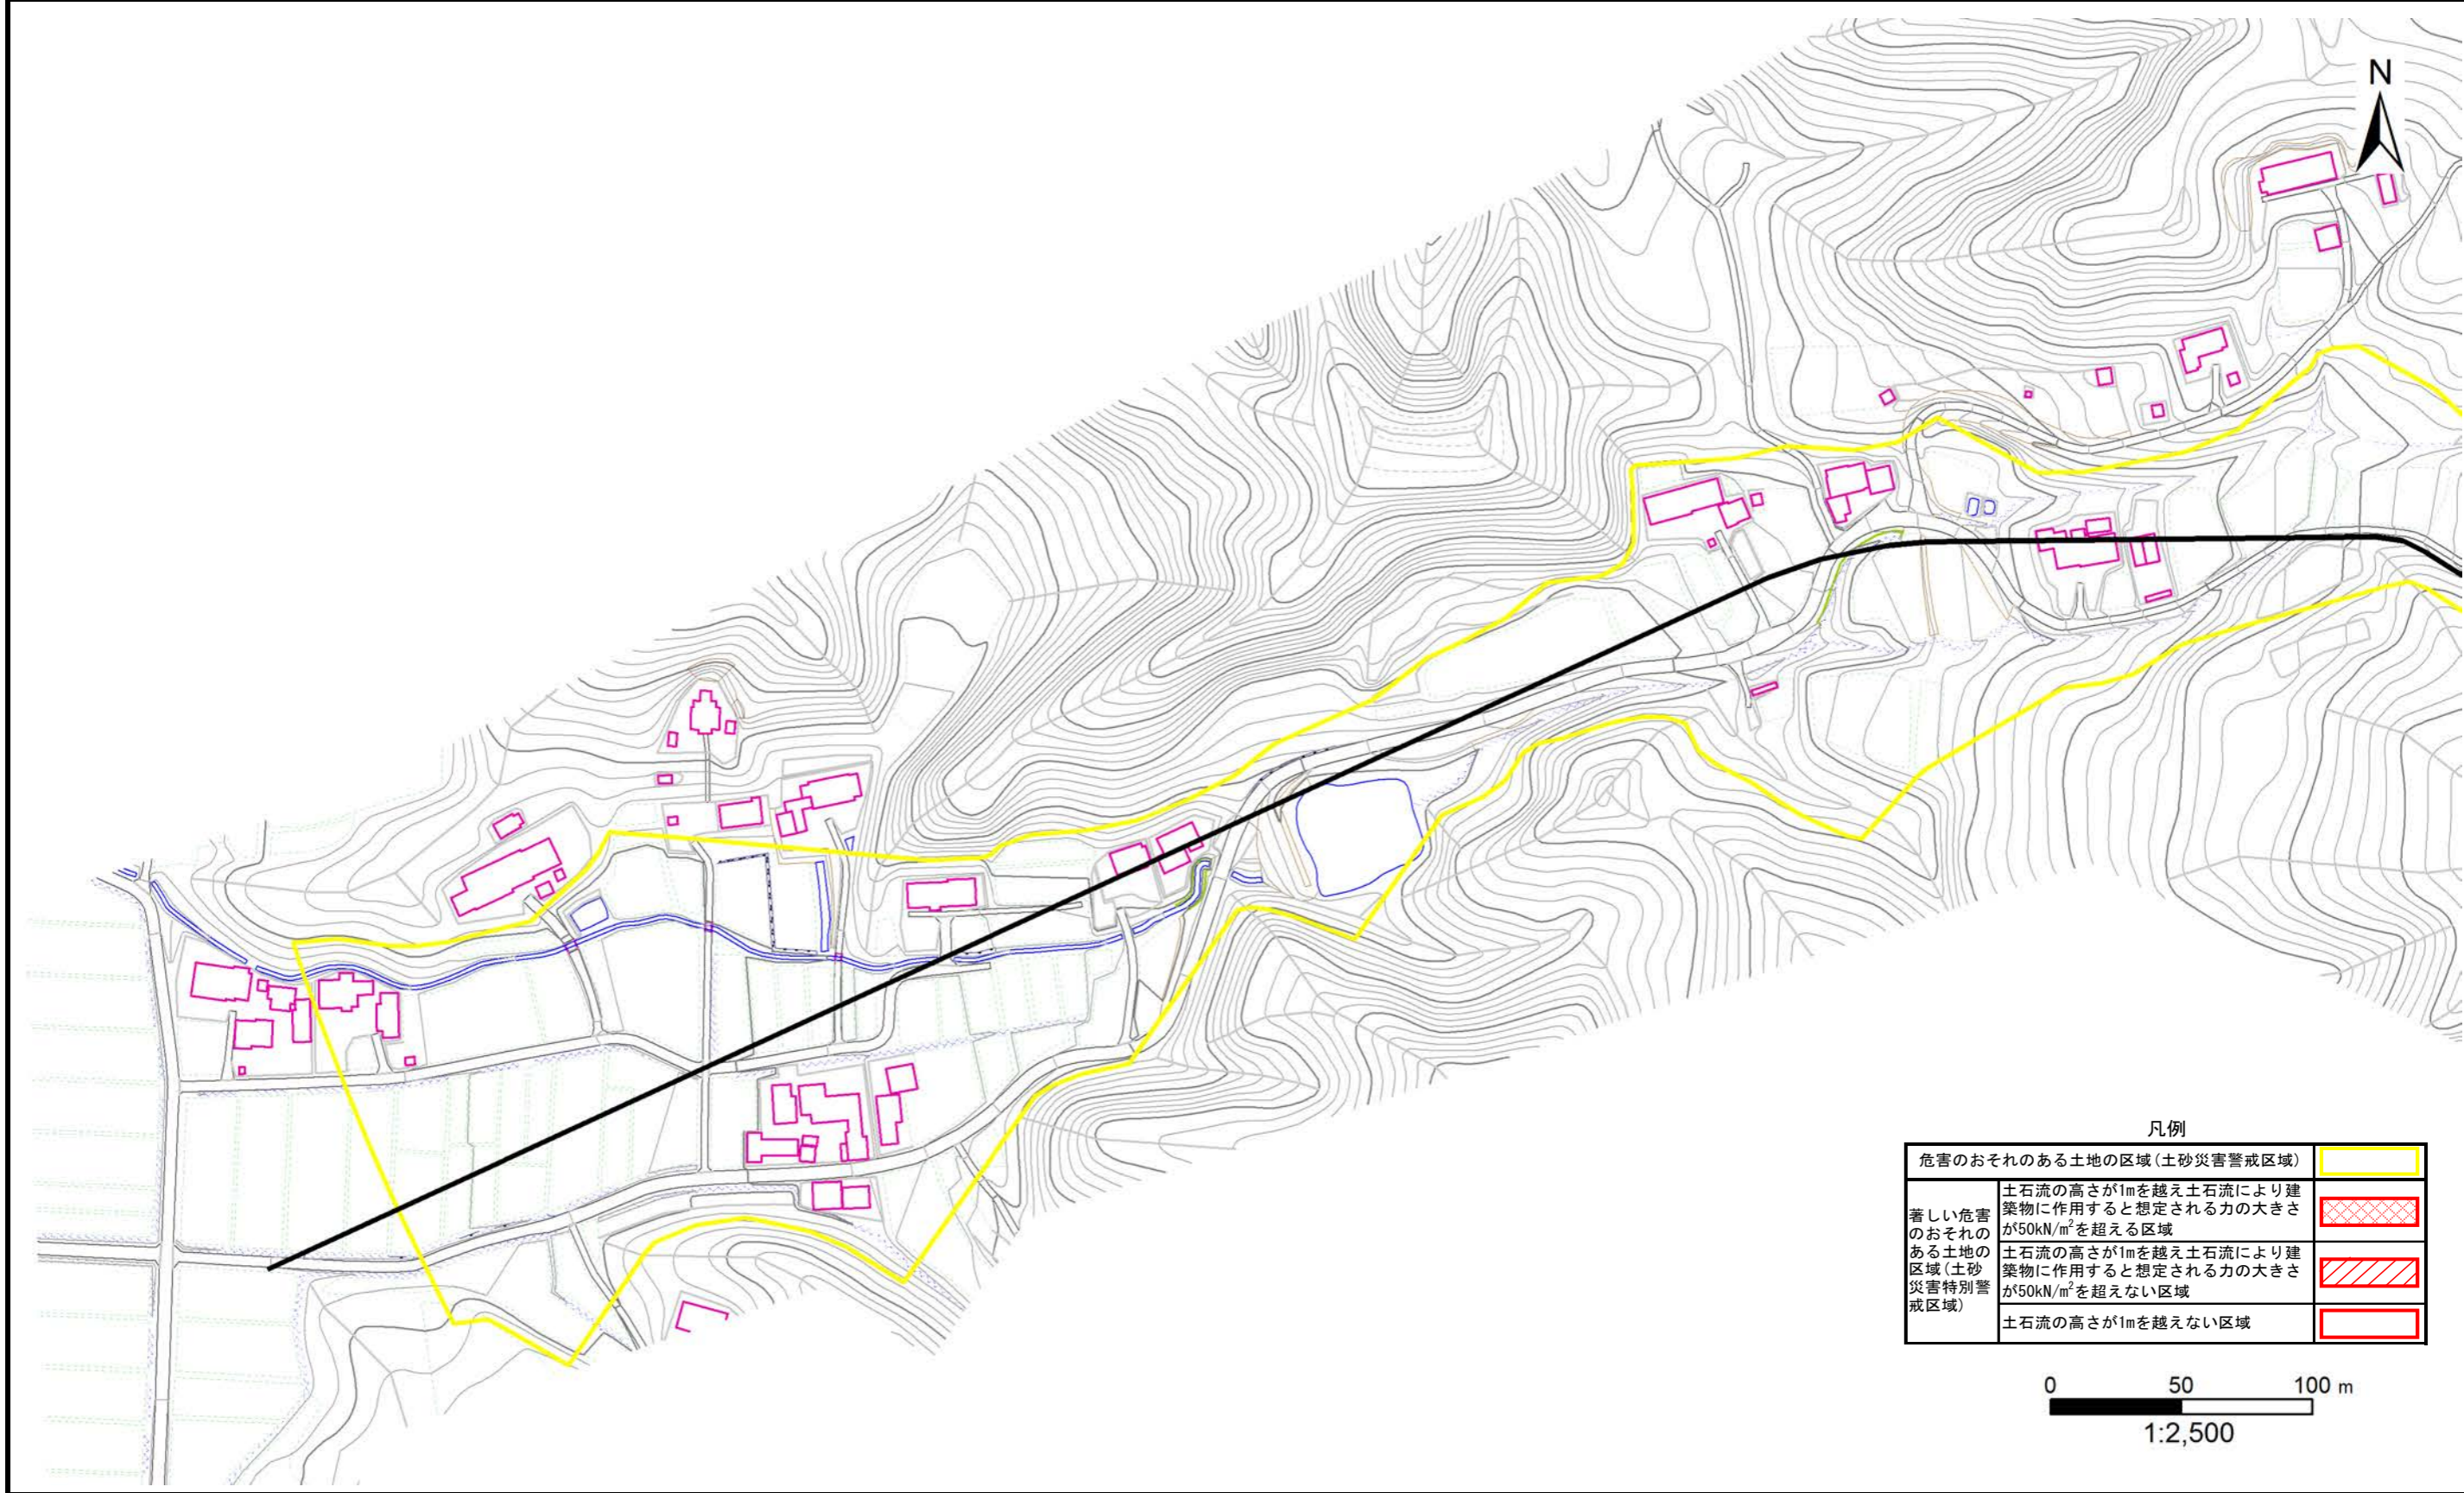 N
凡例
危害のおそれのある土地の区域(土砂災害警戒区域)
著しい危害
のおそれの
ある土地の
区域(土砂
災害特別警
戒区域)
土石流の高さが1mを越え土石流により建
築物に作用すると想定される力の大きさ
が50kN/m²を超える区域
土石流の高さが1mを越え土石流により建
築物に作用すると想定される力の大きさ
が50kN/m²を超えない区域
土石流の高さが1mを越えない区域
0 50 100 m
1:2,500